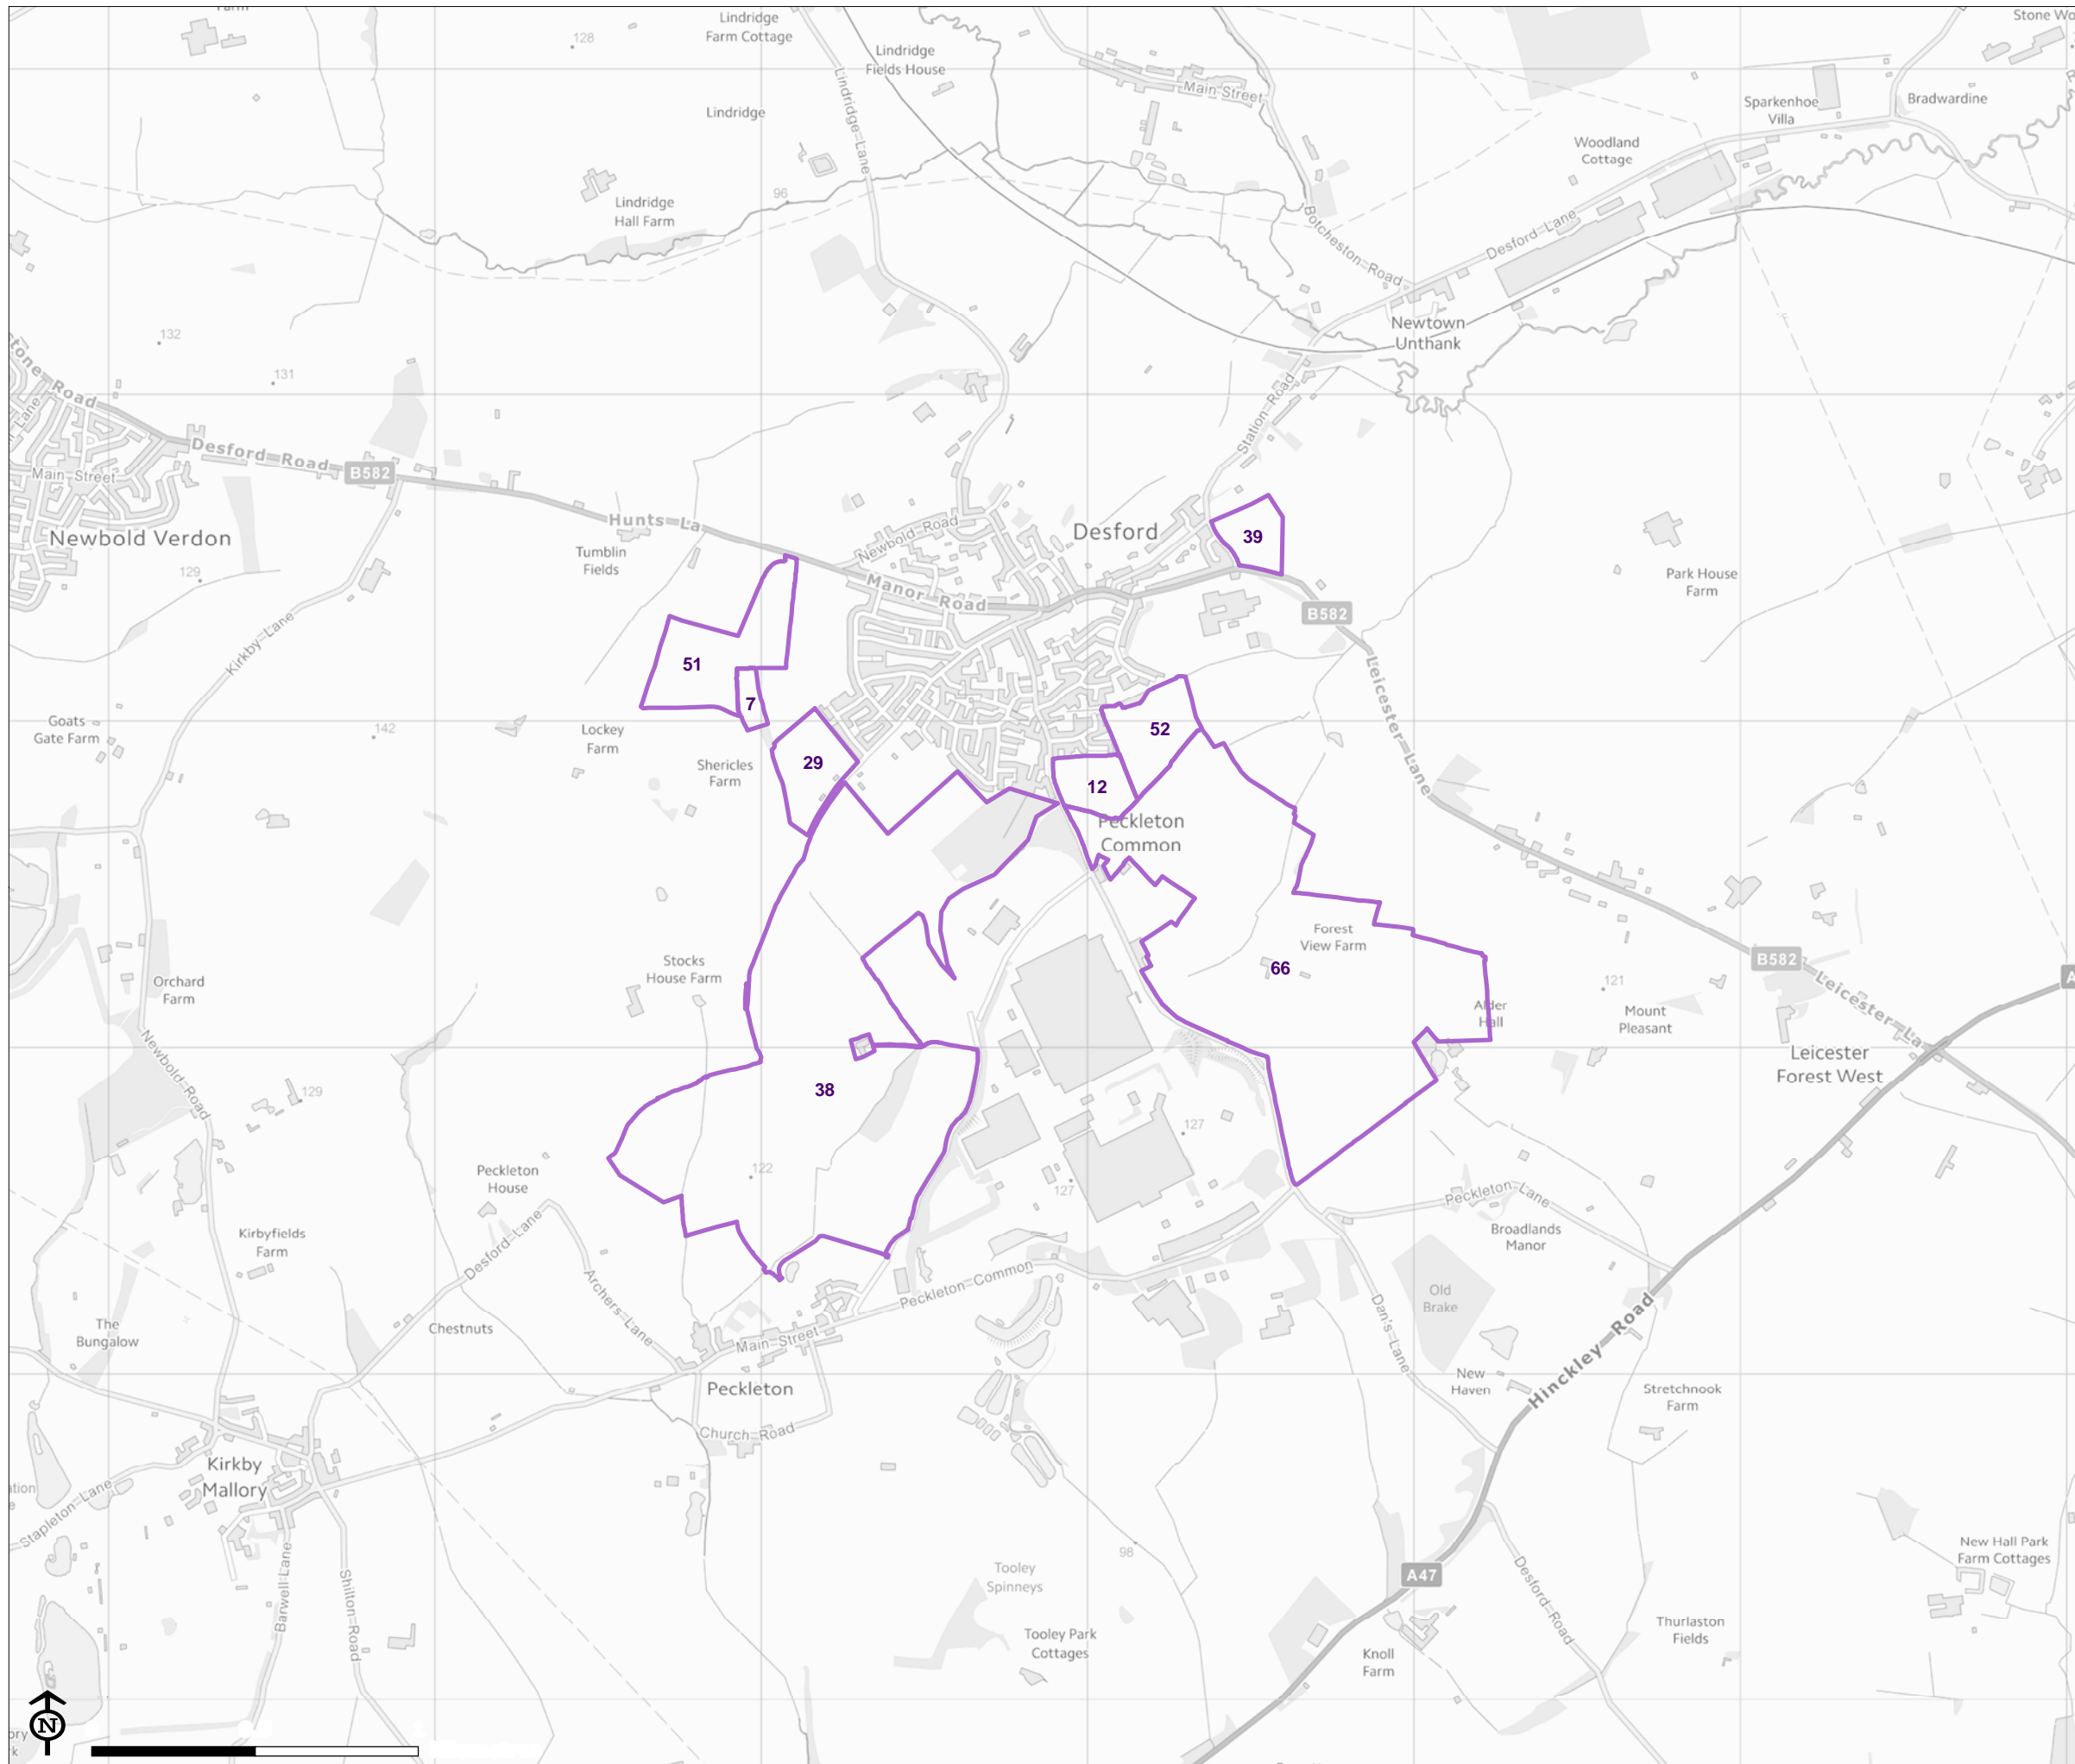 Farm
Lindridge
Farm Cottage
128
Lindridge
Fields House
Lindridge Lane
Lindridge
Main Street
Stone Wo
Sparkenhoe
Villa
Bradwardine
Woodland
Cottage
96
Lindridge
Hall Farm
Botcheston Road
Desford Lane
Newtown
Unthank
132
131
tone Road
Lane
Desford Road
B582
Main Street
Newbold Verdon
129
Hunts La
Tumblin
Fields
Newbold Road
Station Road
Desford
39
Manor Road
B582
Park House
Farm
Kirkby Lane
51
7
Leicester Lane
Goats
Gate Farm
142
Lockey
Farm
Shericles
Farm
29
52
12
Peckleton
Common
Orchard
Farm
Stocks
House Farm
Forest
View Farm
66
B582
A
Leicester La
121
Alder
Hall
Mount
Pleasant
Leicester
Forest West
Newbold Road
129
38
127
122
127
Peckleton
House
Kirbyfields
Farm
Desford Lane
Archers Lane
Peckleton Common
Peckleton Lane
Broadlands
Manor
Old
Brake
Dan's Lane
The
Bungalow
Chestnuts
Main Street
Peckleton
Church Road
Hinckley Road
New
Haven
Stretchnook
Farm
Kirkby
Mallory
ation
e
Stapleton Lane
Barwell Lane
Shilton Road
98
Tooley
Spinneys
A47
Desford Road
New Hall Park
Farm Cottages
Tooley Park
Cottages
Knoll
Farm
Thurlaston
Fields
N
ory
k